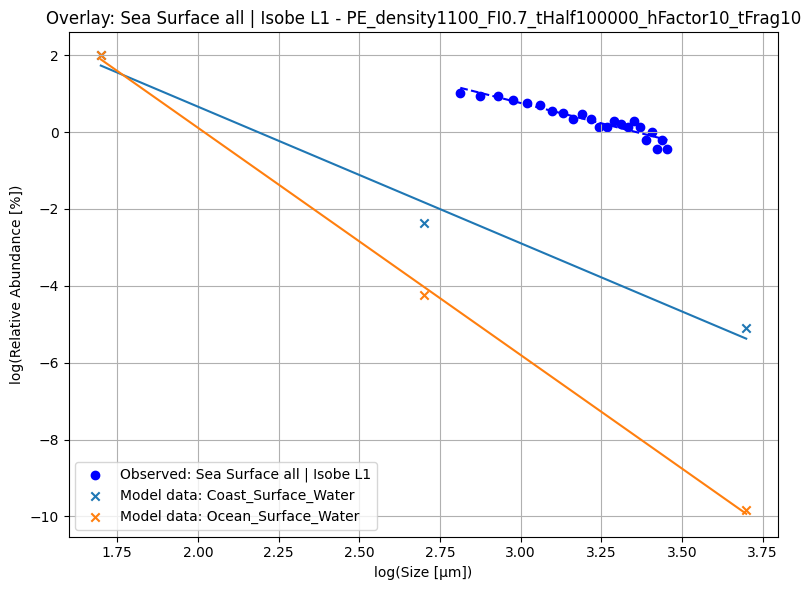 Overlay: Sea Surface all | Isobe L1 - PE_density1100_FI0.7_tHalf100000_hFactor10_tFrag10
log(Relative Abundance [%])
2
0
−2
−4
−6
−8
−10
Observed: Sea Surface all | Isobe L1
Model data: Coast_Surface_Water
Model data: Ocean_Surface_Water
1.75 2.00 2.25 2.50 2.75 3.00 3.25 3.50 3.75
log(Size [μm])